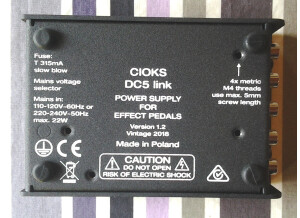 Fuse:
T 315mA
slow blow
Mains voltage
selector
Mains in:
110-120V~60Hz or
220-240V~50Hz
max. 22W
CIOKS
DC5 link
POWER SUPPLY
FOR
EFFECT PEDALS
Version 1.2
Vintage 2018
Made in Poland
4x metric
M4 threads
use max. 5mm
screw length
CE
CAUTION
DO NOT OPEN
RISK OF ELECTRIC SHOCK